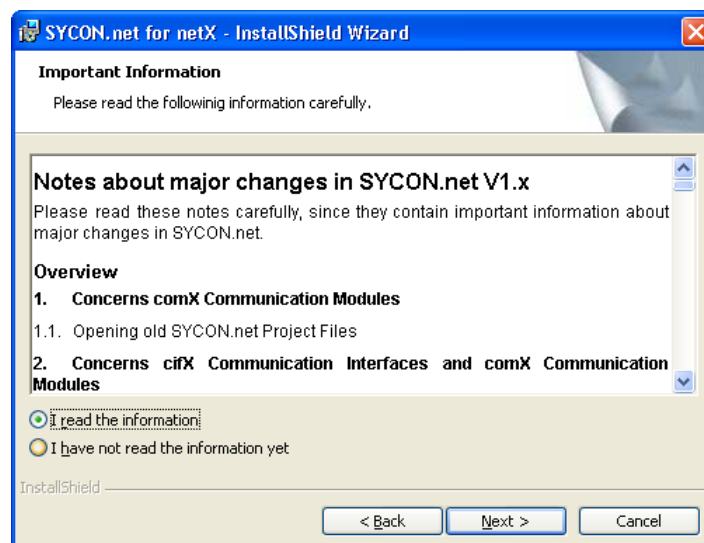 SYCON.net for netX - InstallShield Wizard
Important Information
Please read the followinig information carefully.
Notes about major changes in SYCON.net V1.x
Please read these notes carefully, since they contain important information about
major changes in SYCON.net.
Overview
1. Concerns comX Communication Modules
1.1. Opening old SYCON.net Project Files
2. Concerns cifX Communication Interfaces and comX Communication
Modules
I read the information
I have not read the information yet
InstallShield
< Back Next > Cancel